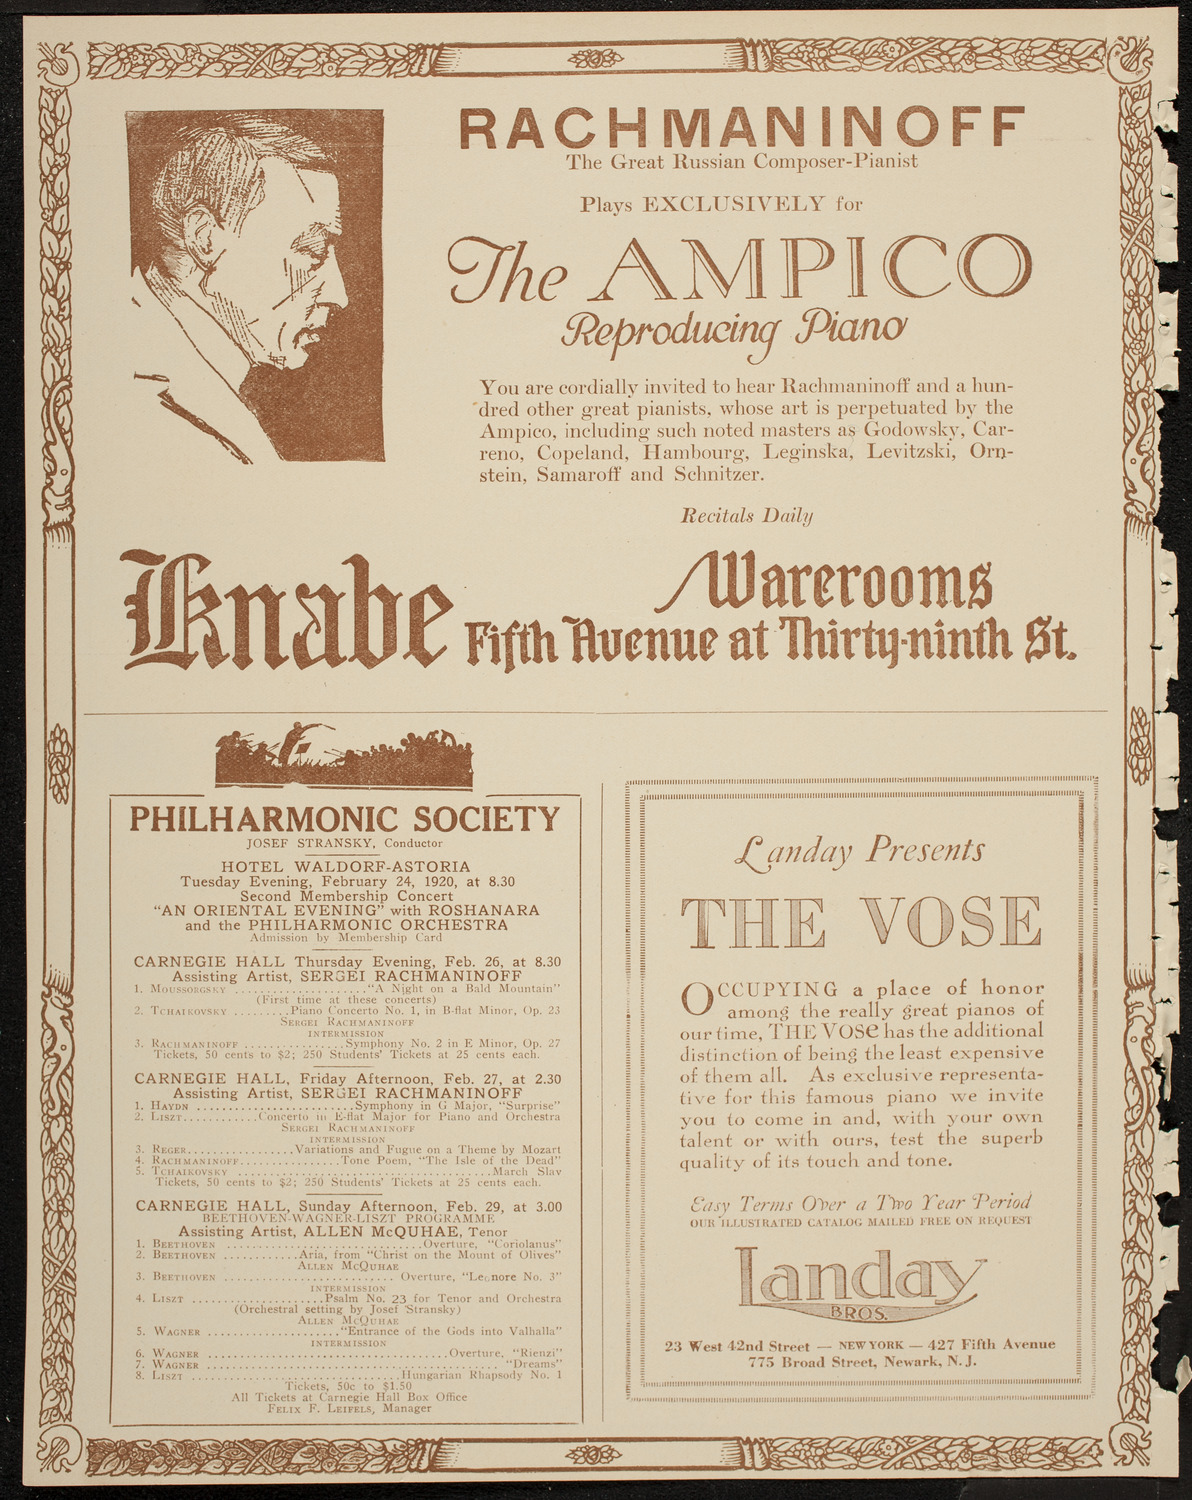 RACHMANINOFF
The Great Russian Composer-Pianist
Plays EXCLUSIVELY for
The AMPICO
Reproducing Piano
You are cordially invited to hear Rachmaninoff and a hun-
dred other great pianists, whose art is perpetuated by the
Ampico, including such noted masters as Godowsky, Car-
reno, Copeland, Hambourg, Leginska, Levitzski, Orn-
stein, Samaroff and Schnitzer.
Recitals Daily
Knabe Warerooms
Fifth Avenue at Thirty-ninth St.
PHILHARMONIC SOCIETY
JOSEF STRANSKY, Conductor
HOTEL WALDORF-ASTORIA
Tuesday Evening, February 24, 1920, at 8.30
Second Membership Concert
"AN ORIENTAL EVENING" with ROSHANARA
and the PHILHARMONIC ORCHESTRA
Admission by Membership Card
CARNEGIE HALL Thursday Evening, Feb. 26, at 8.30
Assisting Artist, SERGEI RACHMANINOFF
1. MOUSSORGSKY ...................."A Night on a Bald Mountain"
(First time at these concerts)
2. TCHAIKOVSKY .........Piano Concerto No. 1, in B-flat Minor, Op. 23
SERGEI RACHMANINOFF
INTERMISSION
3. RACHMANINOFF ................Symphony No. 2 in E Minor, Op. 27
Tickets, 50 cents to $2; 250 Students' Tickets at 25 cents each.
CARNEGIE HALL, Friday Afternoon, Feb. 27, at 2.30
Assisting Artist, SERGEI RACHMANINOFF
1. HAYDN .........................Symphony in G Major, "Surprise"
2. LISZT............Concerto in E-flat Major for Piano and Orchestra
SERGEI RACHMANINOFF
INTERMISSION
3. REGER.................Variations and Fugue on a Theme by Mozart
4. RACHMANINOFF................Tone Poem, "The Isle of the Dead"
5. TCHAIKOVSKY .........................................March Slav
Tickets, 50 cents to $2; 250 Students' Tickets at 25 cents each.
CARNEGIE HALL, Sunday Afternoon, Feb. 29, at 3.00
BEETHOVEN-WAGNER-LISZT PROGRAMME
Assisting Artist, ALLEN McQUHAE, Tenor
1. BEETHOVEN ..............................Overture, "Coriolanus"
2. BEETHOVEN ............Aria, from "Christ on the Mount of Olives"
ALLEN MCQUHAE
3. BEETHOVEN .......................... Overture, "Leonore No. 3"
INTERMISSION
4. LISZT .....................Psalm No. 23 for Tenor and Orchestra
(Orchestral setting by Josef Stransky)
ALLEN MCQUHAE
5. WAGNER ....................."Entrance of the Gods into Valhalla"
INTERMISSION
6. WAGNER .....................................Overture, "Rienzi"
7. WAGNER ............................................. "Dreams"
8. LISZT ................................Hungarian Rhapsody No. 1
Tickets, 50c to $1.50
All Tickets at Carnegie Hall Box Office
FELIX F. LEIFELS, Manager
Landay Presents
THE VOSE
OCCUPYING a place of honor
among the really great pianos of
our time, THE VOSE has the additional
distinction of being the least expensive
of them all. As exclusive representa-
tive for this famous piano we invite
you to come in and, with your own
talent or with ours, test the superb
quality of its touch and tone.
Easy Terms Over a Two Year Period
OUR ILLUSTRATED CATALOG MAILED FREE ON REQUEST
Landay
BROS.
23 West 42nd Street — NEW YORK — 427 Fifth Avenue
775 Broad Street, Newark, N. J.